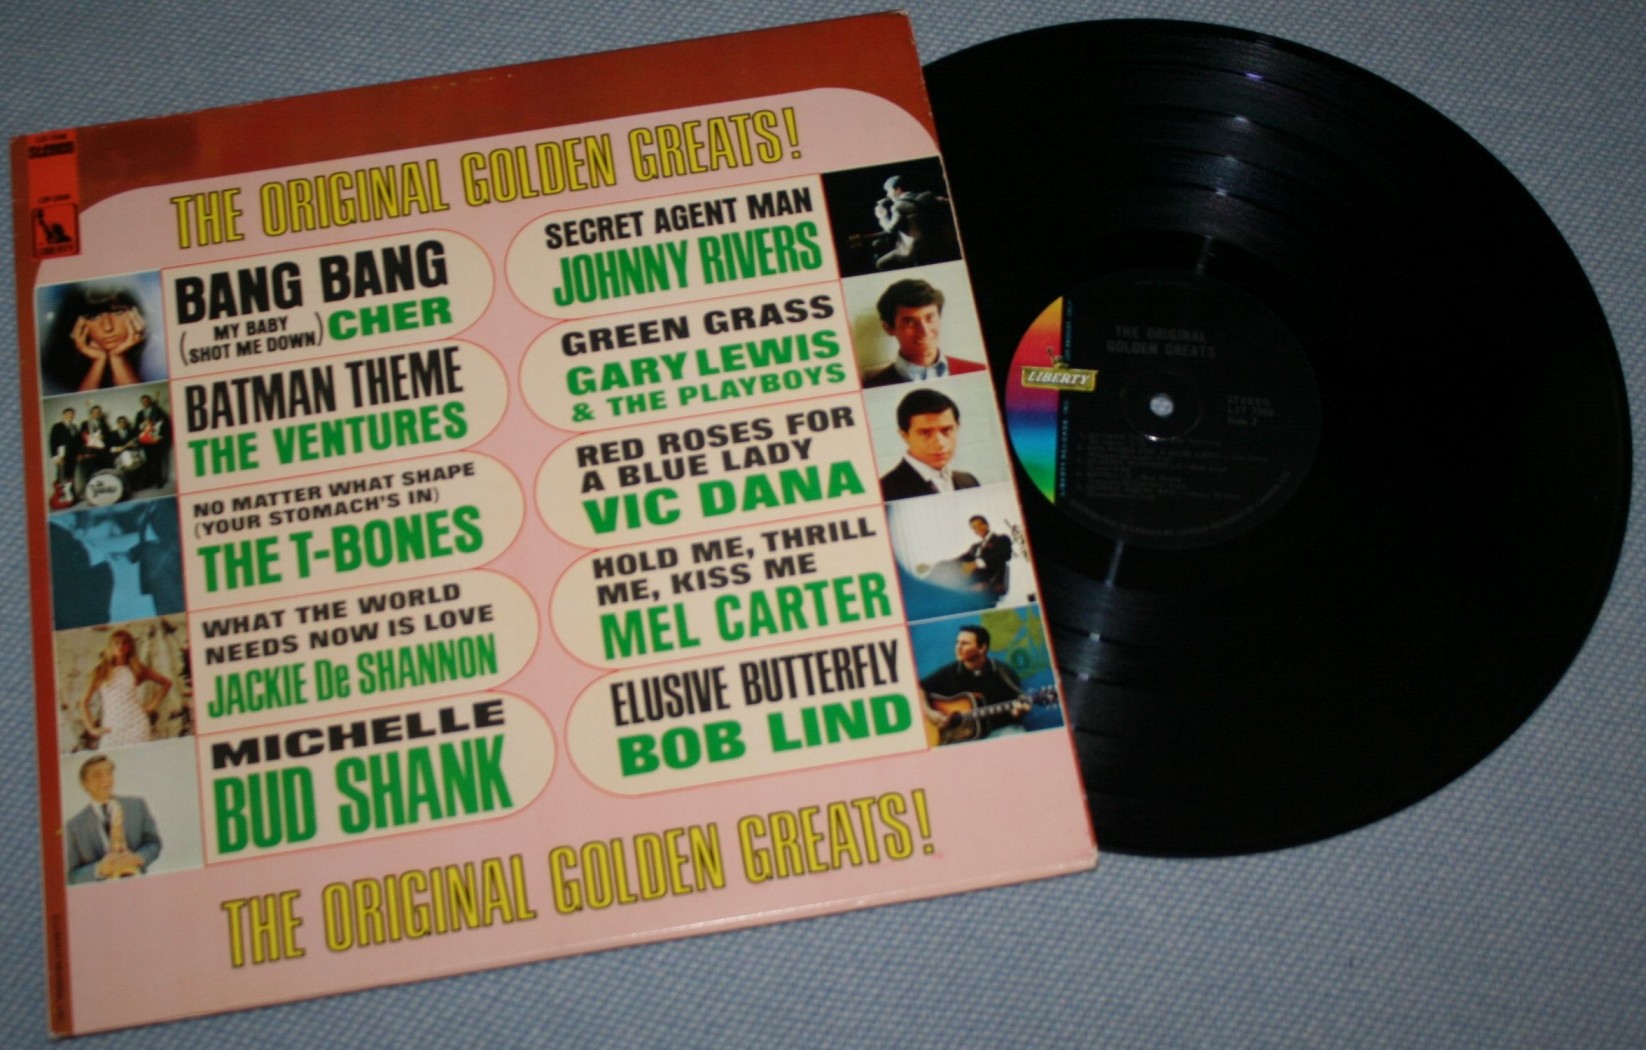 Stereo
LIBERTY
THE ORIGINAL GOLDEN GREATS!
BANG BANG
(MY BABY
SHOT ME DOWN)
CHER
BATMAN THEME
THE VENTURES
NO MATTER WHAT SHAPE
(YOUR STOMACH'S IN)
THE T-BONES
WHAT THE WORLD
NEEDS NOW IS LOVE
JACKIE De SHANNON
MICHELLE
BUD SHANK
SECRET AGENT MAN
JOHNNY RIVERS
GREEN GRASS
GARY LEWIS
& THE PLAYBOYS
RED ROSES FOR
A BLUE LADY
VIC DANA
HOLD ME, THRILL
ME, KISS ME
MEL CARTER
ELUSIVE BUTTERFLY
BOB LIND
THE ORIGINAL GOLDEN GREATS!
THE ORIGINAL
GOLDEN GREATS
LIBERTY
STEREO
Side 2